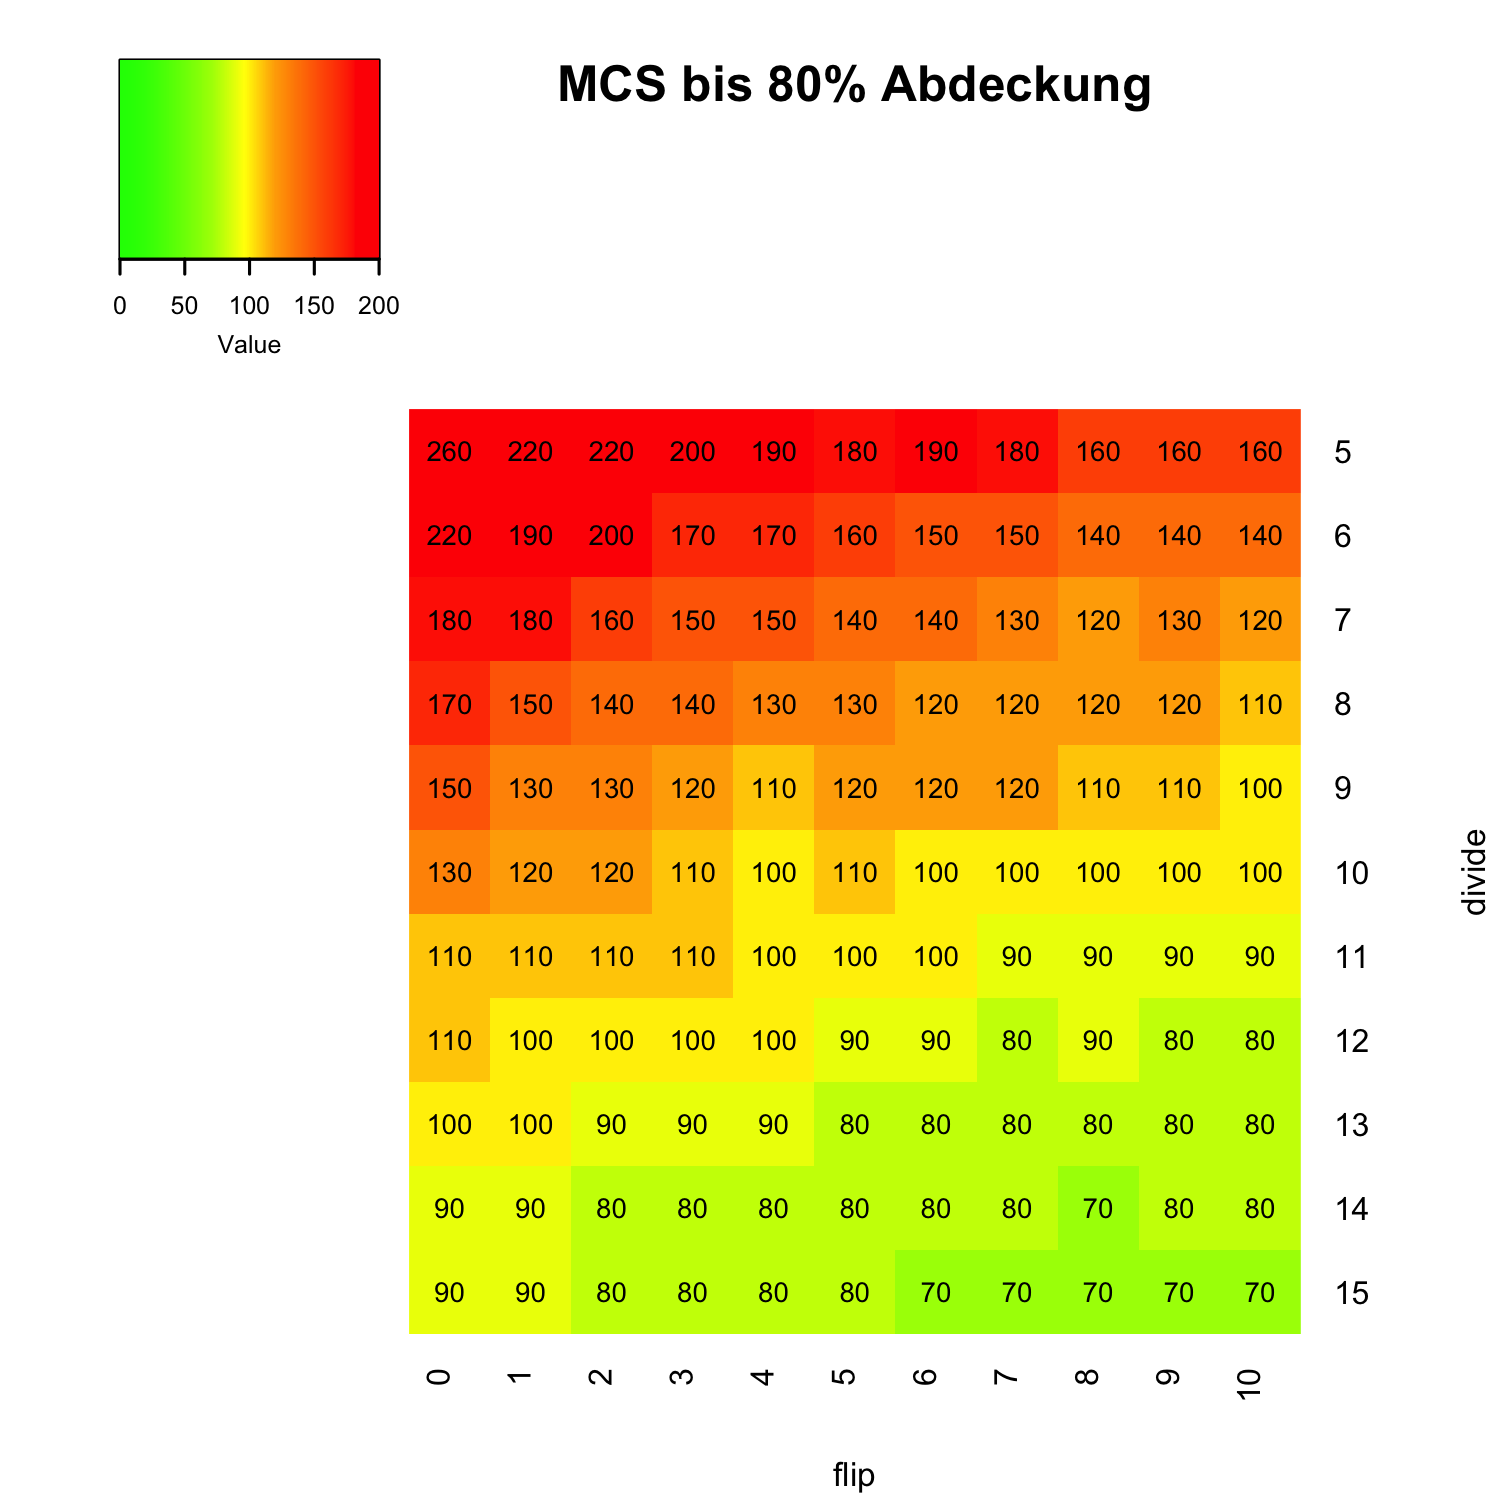 MCS bis 80% Abdeckung
0 50 100 150 200
Value
260 220 220 200 190 180 190 180 160 160 160 5
220 190 200 170 170 160 150 150 140 140 140 6
180 180 160 150 150 140 140 130 120 130 120 7
170 150 140 140 130 130 120 120 120 120 110 8
150 130 130 120 110 120 120 120 110 110 100 9
130 120 120 110 100 110 100 100 100 100 100 10
110 110 110 110 100 100 100 90 90 90 90 11
110 100 100 100 100 90 90 80 90 80 80 12
100 100 90 90 90 80 80 80 80 80 80 13
90 90 80 80 80 80 80 80 70 80 80 14
90 90 80 80 80 80 70 70 70 70 70 15
divide
0 1 2 3 4 5 6 7 8 9 10
flip